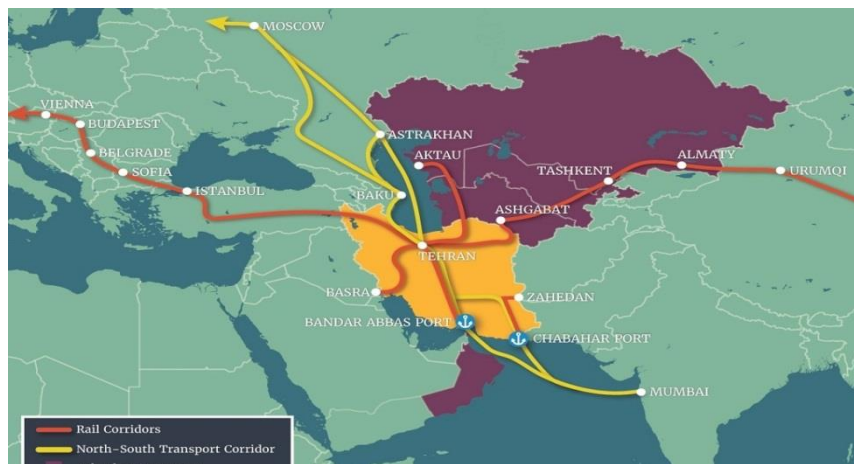 MOSCOW
VIENNA
BUDAPEST
BELGRADE
SOFIA
ISTANBUL
ASTRAKHAN
AKTAU
BAKU
TASHKENT
ALMATY
URUMQI
ASHGABAT
TEHRAN
BASRA
ZAHEDAN
BANDAR ABBAS PORT
CHABAHAR PORT
MUMBAI
Rail Corridors
North-South Transport Corridor